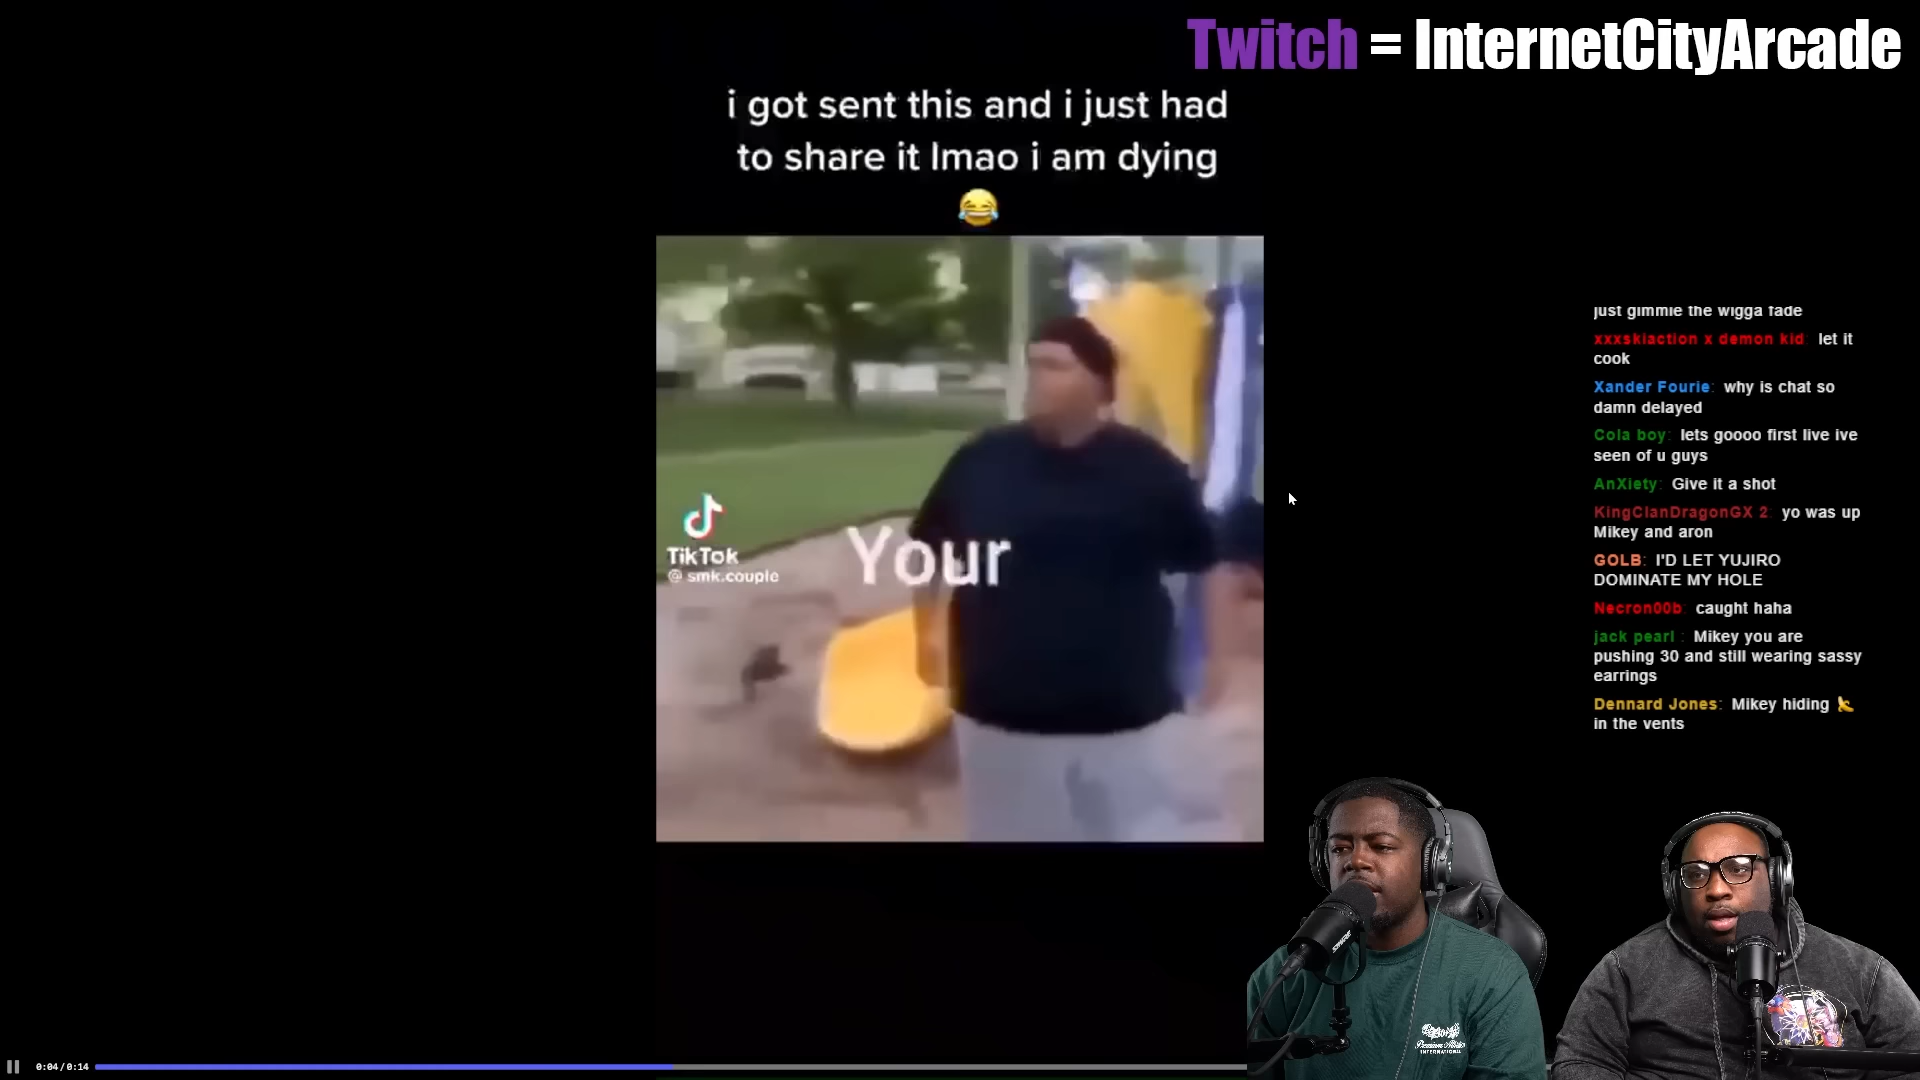 Twitch = InternetCityArcade
i got sent this and i just had
to share it lmao i am dying
😂
Your
TikTok
@ smk.couple
just gimmie the wigga fade
xxxskiaction x demon kid: let it
cook
Xander Fourie: why is chat so
damn delayed
Cola boy: lets goooo first live ive
seen of u guys
AnXiety: Give it a shot
KingClanDragonGX 2: yo was up
Mikey and aron
GOLB: I'D LET YUJIRO
DOMINATE MY HOLE
Necron00b: caught haha
jack pearl : Mikey you are
pushing 30 and still wearing sassy
earrings
Dennard Jones: Mikey hiding
in the vents
SHURE
INTERNATIONAL
0:04/0:14